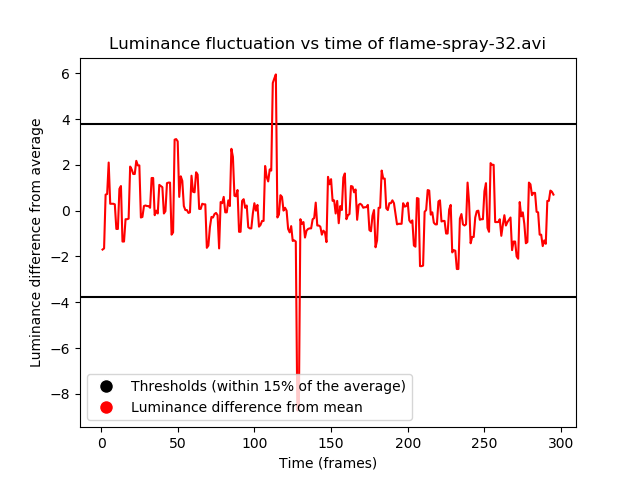 Luminance fluctuation vs time of flame-spray-32.avi
Luminance difference from average
6
4
2
0
−2
−4
−6
−8
Thresholds (within 15% of the average)
Luminance difference from mean
0 50 100 150 200 250 300
Time (frames)